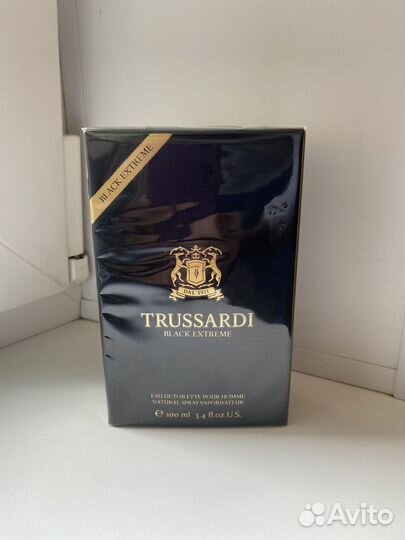 BLACK EXTREME
DAL 1911
TRUSSARDI
BLACK EXTREME
EAU DE TOILETTE POUR HOMME
NATURAL SPRAY VAPORISATEUR
e 100 ml 3.4 fl oz. U.S.
Avito